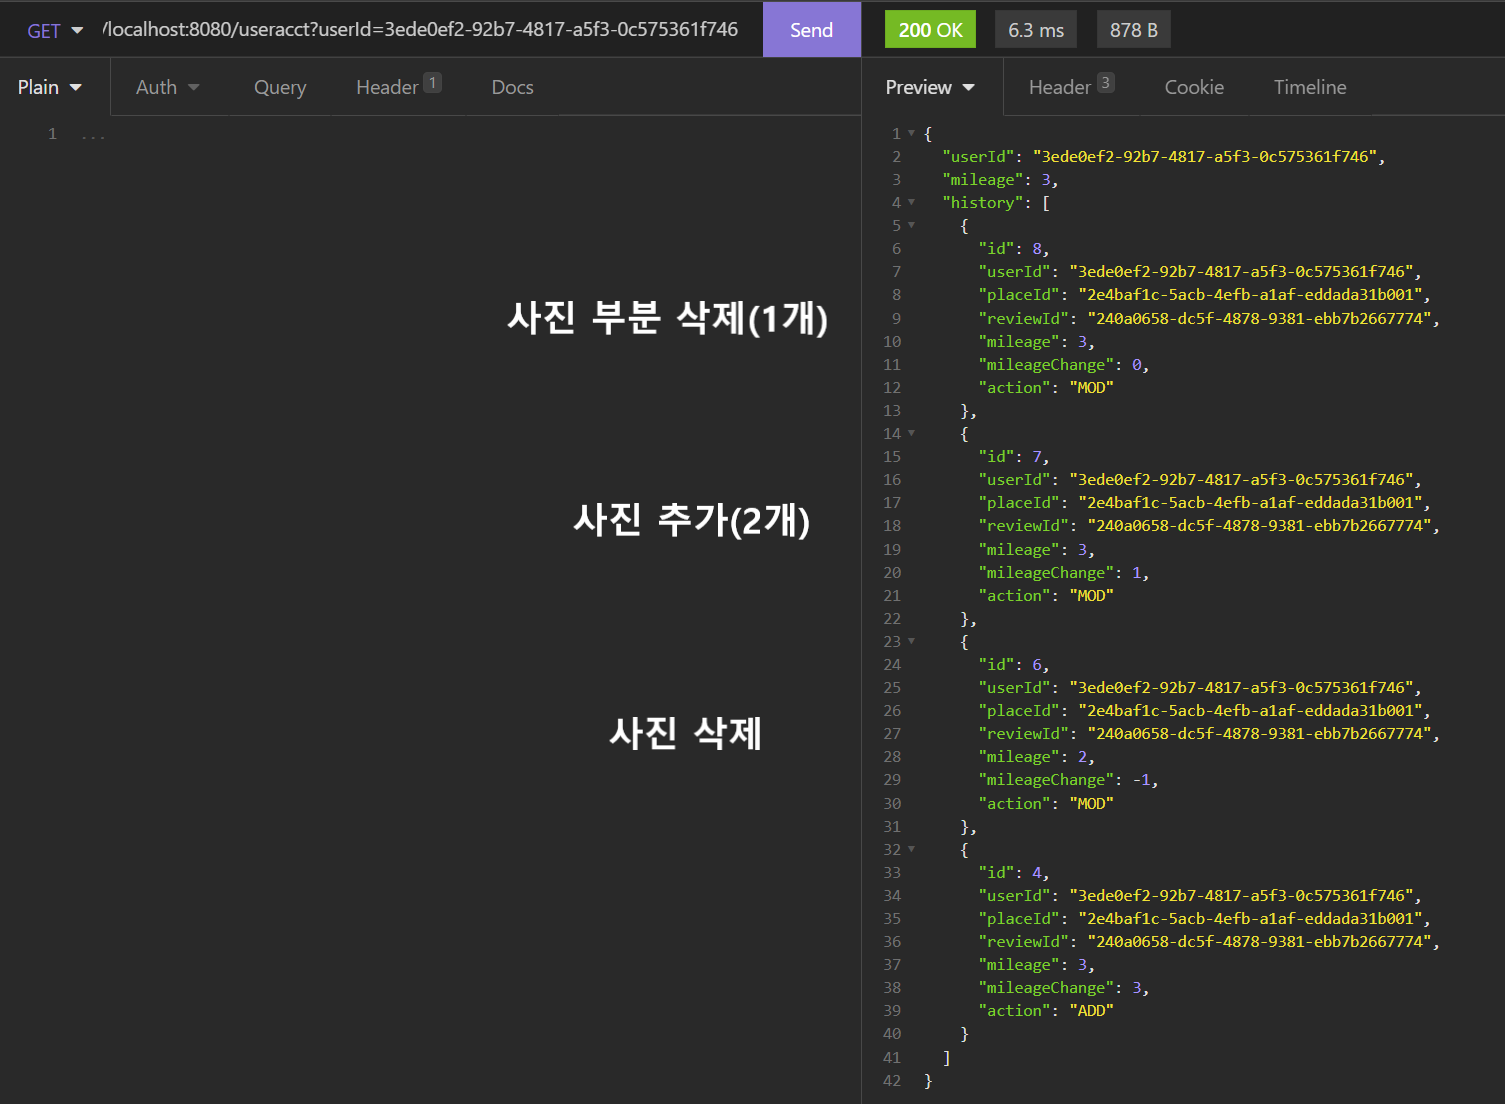 GET /localhost:8080/useracct?userId=3ede0ef2-92b7-4817-a5f3-0c575361f746 Send 200 OK 6.3 ms 878 B
Plain Auth Query Header 1 Docs
1 ...
사진 부분 삭제(1개)
사진 추가(2개)
사진 삭제
Preview Header 3 Cookie Timeline
1 {
2 "userId": "3ede0ef2-92b7-4817-a5f3-0c575361f746",
3 "mileage": 3,
4 "history": [
5 {
6 "id": 8,
7 "userId": "3ede0ef2-92b7-4817-a5f3-0c575361f746",
8 "placeId": "2e4baf1c-5acb-4efb-a1af-eddada31b001",
9 "reviewId": "240a0658-dc5f-4878-9381-ebb7b2667774",
10 "mileage": 3,
11 "mileageChange": 0,
12 "action": "MOD"
13 },
14 {
15 "id": 7,
16 "userId": "3ede0ef2-92b7-4817-a5f3-0c575361f746",
17 "placeId": "2e4baf1c-5acb-4efb-a1af-eddada31b001",
18 "reviewId": "240a0658-dc5f-4878-9381-ebb7b2667774",
19 "mileage": 3,
20 "mileageChange": 1,
21 "action": "MOD"
22 },
23 {
24 "id": 6,
25 "userId": "3ede0ef2-92b7-4817-a5f3-0c575361f746",
26 "placeId": "2e4baf1c-5acb-4efb-a1af-eddada31b001",
27 "reviewId": "240a0658-dc5f-4878-9381-ebb7b2667774",
28 "mileage": 2,
29 "mileageChange": -1,
30 "action": "MOD"
31 },
32 {
33 "id": 4,
34 "userId": "3ede0ef2-92b7-4817-a5f3-0c575361f746",
35 "placeId": "2e4baf1c-5acb-4efb-a1af-eddada31b001",
36 "reviewId": "240a0658-dc5f-4878-9381-ebb7b2667774",
37 "mileage": 3,
38 "mileageChange": 3,
39 "action": "ADD"
40 }
41 ]
42 }